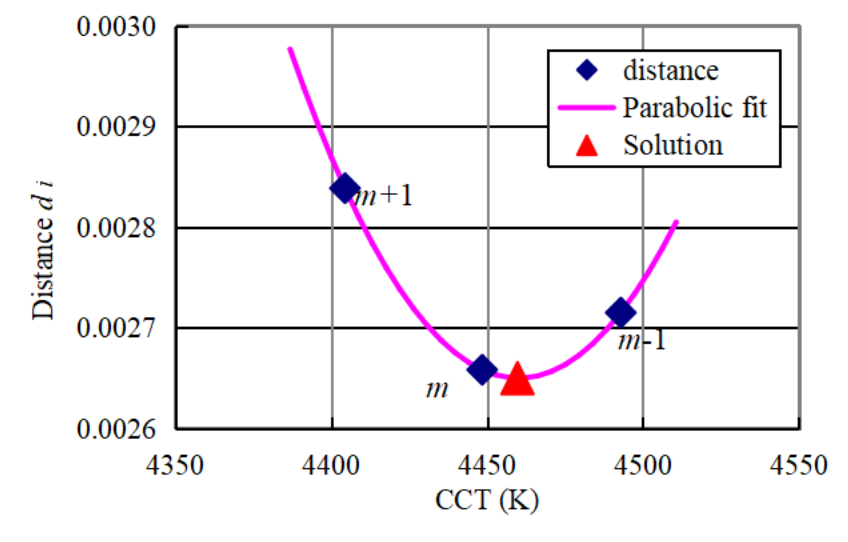 0.0030
0.0029
0.0028
0.0027
0.0026
Distance d i
distance
Parabolic fit
Solution
m+1
m
m-1
4350 4400 4450 4500 4550
CCT (K)